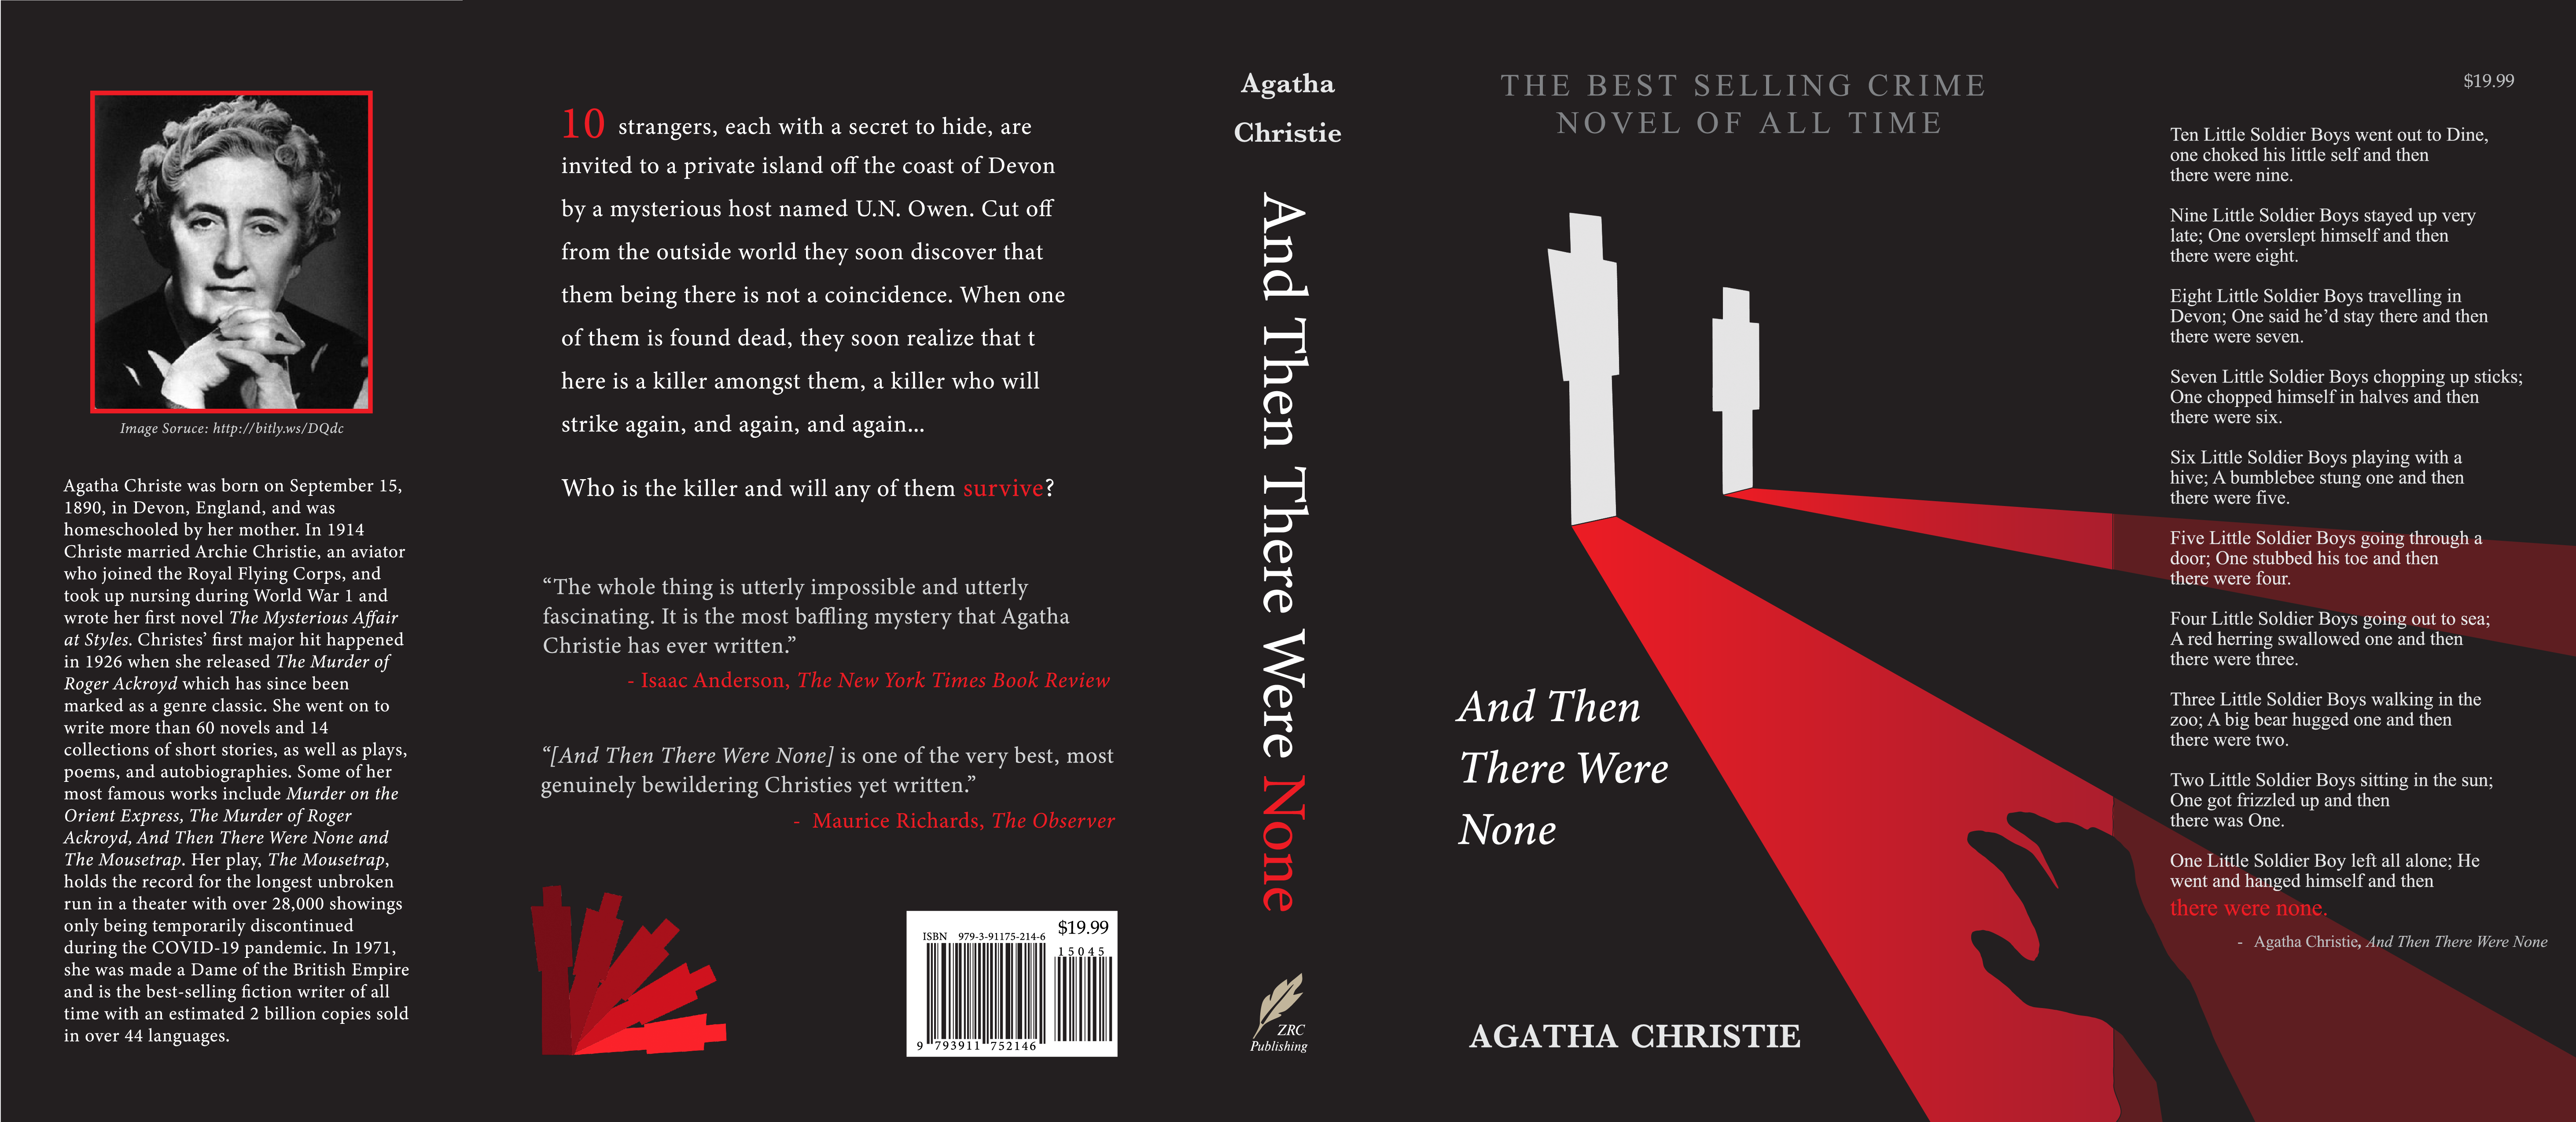 Image Soruce: http://bitly.ws/DQdc
Agatha Christe was born on September 15,
1890, in Devon, England, and was
homeschooled by her mother. In 1914
Christe married Archie Christie, an aviator
who joined the Royal Flying Corps, and
took up nursing during World War 1 and
wrote her first novel The Mysterious Affair
at Styles. Christes’ first major hit happened
in 1926 when she released The Murder of
Roger Ackroyd which has since been
marked as a genre classic. She went on to
write more than 60 novels and 14
collections of short stories, as well as plays,
poems, and autobiographies. Some of her
most famous works include Murder on the
Orient Express, The Murder of Roger
Ackroyd, And Then There Were None and
The Mousetrap. Her play, The Mousetrap,
holds the record for the longest unbroken
run in a theater with over 28,000 showings
only being temporarily discontinued
during the COVID-19 pandemic. In 1971,
she was made a Dame of the British Empire
and is the best-selling fiction writer of all
time with an estimated 2 billion copies sold
in over 44 languages.
10 strangers, each with a secret to hide, are
invited to a private island off the coast of Devon
by a mysterious host named U.N. Owen. Cut off
from the outside world they soon discover that
them being there is not a coincidence. When one
of them is found dead, they soon realize that t
here is a killer amongst them, a killer who will
strike again, and again, and again...
Who is the killer and will any of them survive?
“The whole thing is utterly impossible and utterly
fascinating. It is the most baffling mystery that Agatha
Christie has ever written.”
- Isaac Anderson, The New York Times Book Review
“[And Then There Were None] is one of the very best, most
genuinely bewildering Christies yet written.”
- Maurice Richards, The Observer
ISBN 979-3-91175-214-6
$19.99
15045
9 793911 752146
Agatha
Christie
And Then There Were None
ZRC
Publishing
THE BEST SELLING CRIME
NOVEL OF ALL TIME
And Then
There Were
None
AGATHA CHRISTIE
$19.99
Ten Little Soldier Boys went out to Dine,
one choked his little self and then
there were nine.
Nine Little Soldier Boys stayed up very
late; One overslept himself and then
there were eight.
Eight Little Soldier Boys travelling in
Devon; One said he’d stay there and then
there were seven.
Seven Little Soldier Boys chopping up sticks;
One chopped himself in halves and then
there were six.
Six Little Soldier Boys playing with a
hive; A bumblebee stung one and then
there were five.
Five Little Soldier Boys going through a
door; One stubbed his toe and then
there were four.
Four Little Soldier Boys going out to sea;
A red herring swallowed one and then
there were three.
Three Little Soldier Boys walking in the
zoo; A big bear hugged one and then
there were two.
Two Little Soldier Boys sitting in the sun;
One got frizzled up and then
there was One.
One Little Soldier Boy left all alone; He
went and hanged himself and then
there were none.
- Agatha Christie, And Then There Were None